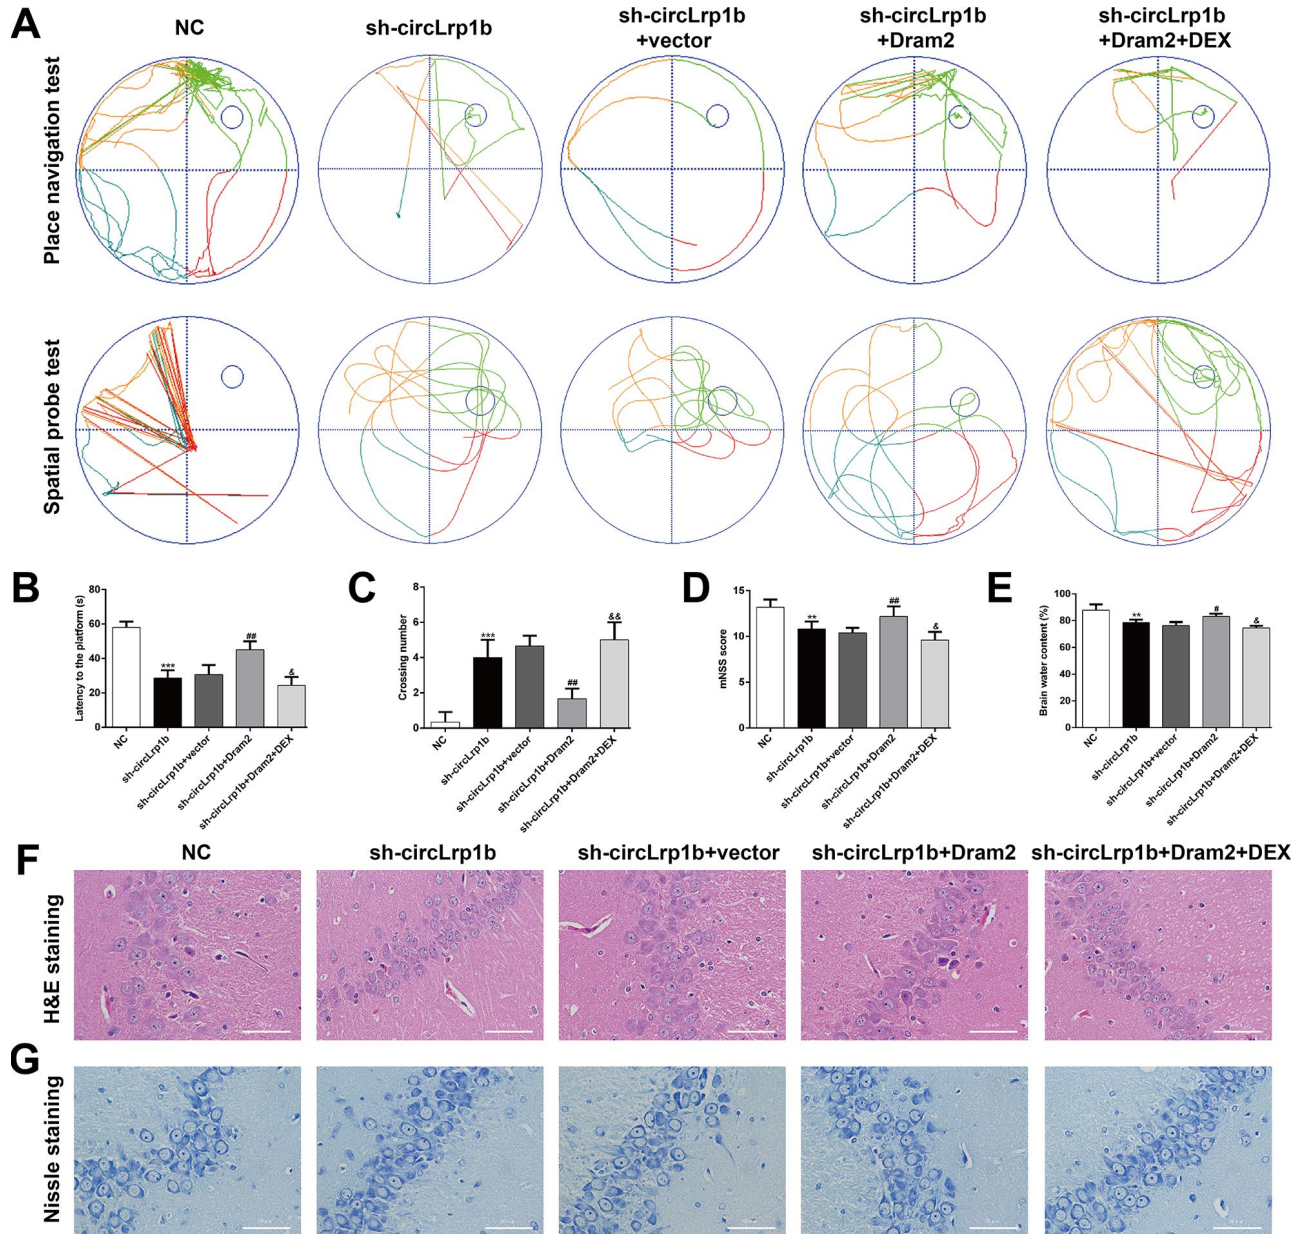 A
NC
sh-circLrp1b
sh-circLrp1b
+vector
sh-circLrp1b
+Dram2
sh-circLrp1b
+Dram2+DEX
Place navigation test
Spatial probe test
B
Latency to the platform (s)
80
60
40
20
0
***
##
&
NC
sh-circLrp1b
sh-circLrp1b+vector
sh-circLrp1b+Dram2
sh-circLrp1b+Dram2+DEX
C
Crossing number
8
6
4
2
0
***
##
&&
NC
sh-circLrp1b
sh-circLrp1b+vector
sh-circLrp1b+Dram2
sh-circLrp1b+Dram2+DEX
D
mNSS score
15
10
5
0
**
##
&
NC
sh-circLrp1b
sh-circLrp1b+vector
sh-circLrp1b+Dram2
sh-circLrp1b+Dram2+DEX
E
Brain water content (%)
100
80
60
40
20
0
**
#
&
NC
sh-circLrp1b
sh-circLrp1b+vector
sh-circLrp1b+Dram2
sh-circLrp1b+Dram2+DEX
F
NC
sh-circLrp1b
sh-circLrp1b+vector
sh-circLrp1b+Dram2
sh-circLrp1b+Dram2+DEX
H&E staining
G
Nissle staining